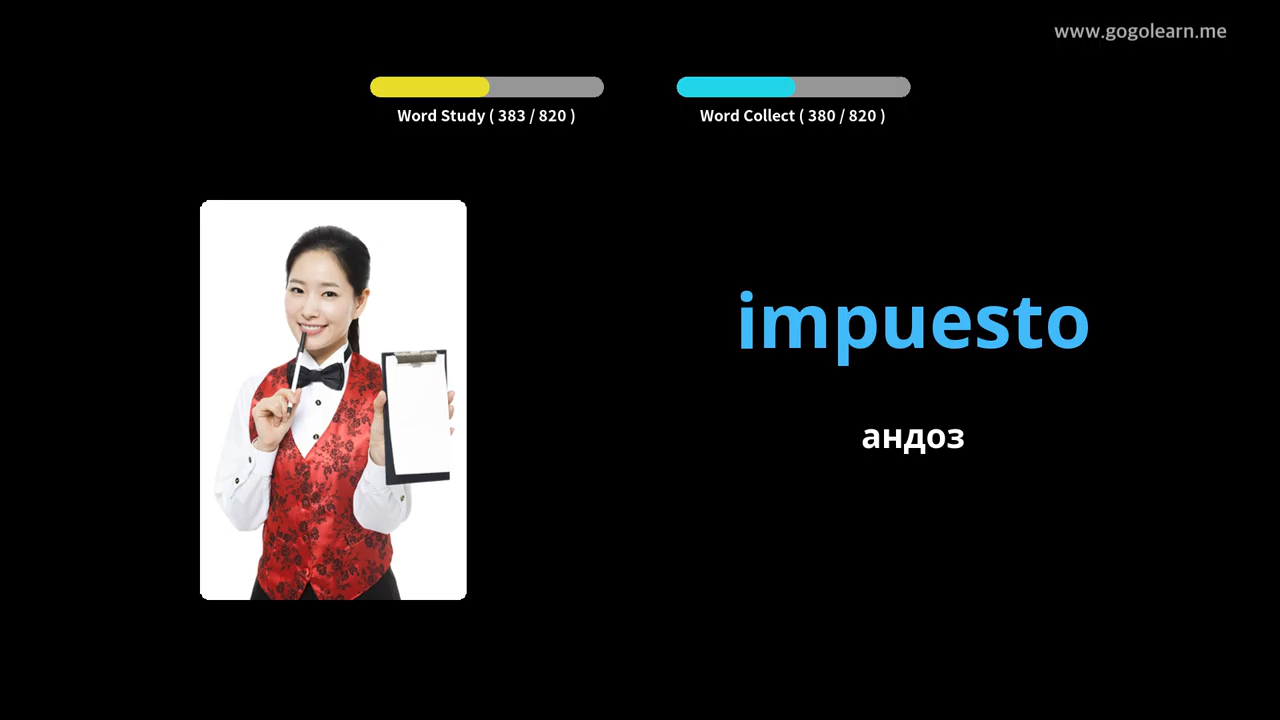 www.gogolearn.me
Word Study ( 383 / 820 )
Word Collect ( 380 / 820 )
impuesto
андоз